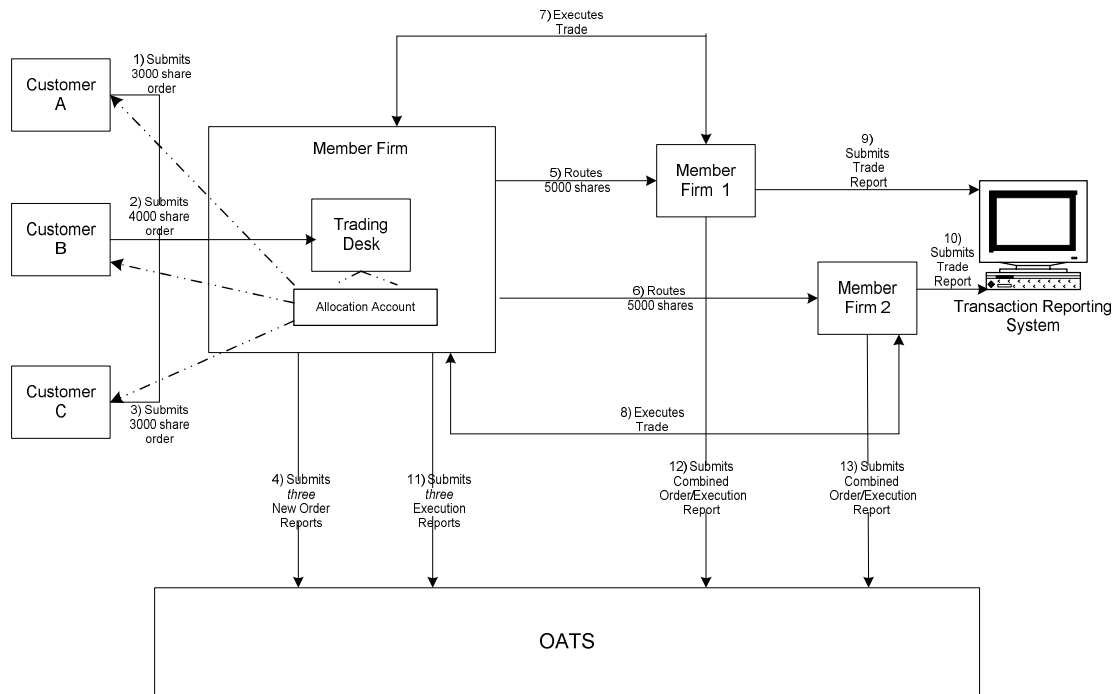 7) Executes
Trade
1) Submits
3000 share
order
Customer
A
Member Firm
9)
Submits
Trade
Report
Member
Firm 1
5) Routes
5000 shares
2) Submits
4000 share
order
Customer
B
Trading
Desk
10)
Submits
Trade
Report
Member
Firm 2
6) Routes
5000 shares
Allocation Account
Transaction Reporting
System
Customer
C
3) Submits
3000 share
order
8) Executes
Trade
4) Submits
three
New Order
Reports
11) Submits
three
Execution
Reports
12) Submits
Combined
Order/Execution
Report
13) Submits
Combined
Order/Execution
Report
OATS